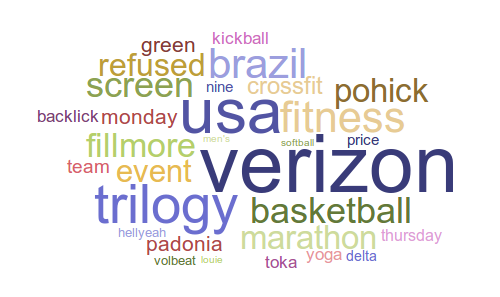 kickball
green
refused
brazil
screen
nine
crossfit
pohick
backlick
monday
usa
fitness
fillmore
men's
softball
price
team
event
verizon
trilogy
basketball
hellyeah
padonia
marathon
thursday
volbeat
louie
toka
yoga
delta